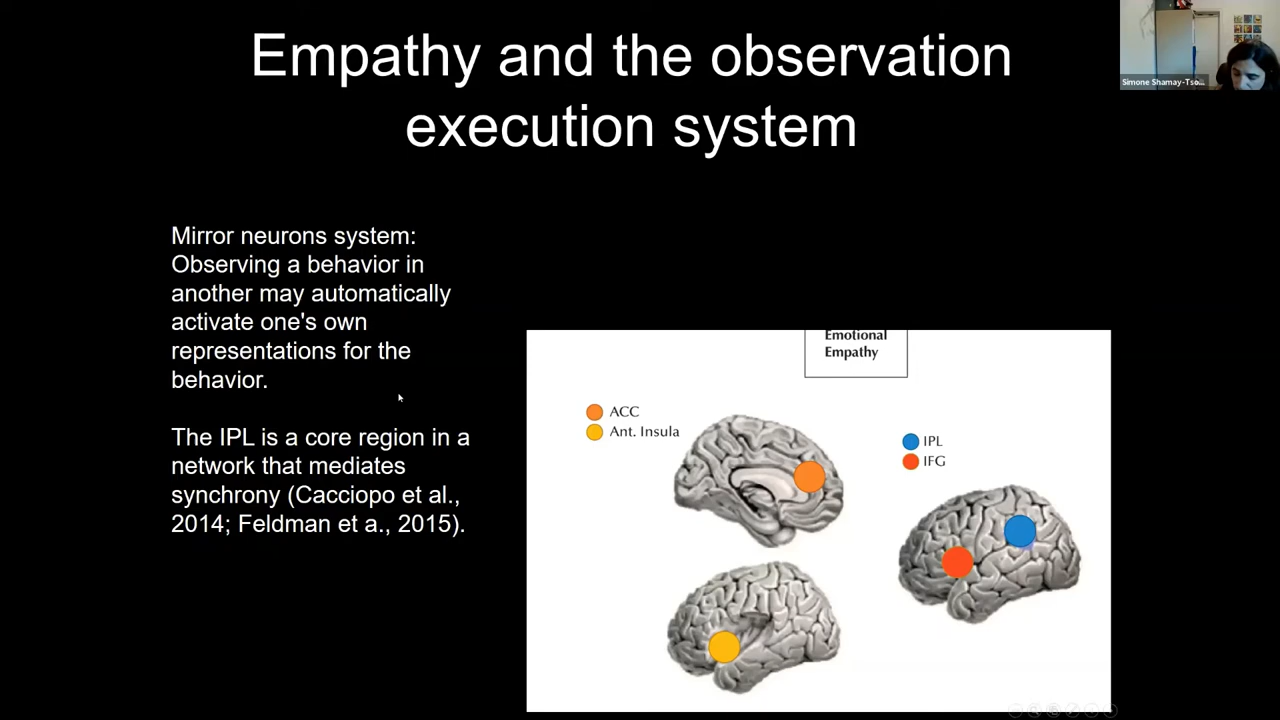 Empathy and the observation
execution system
Simone Shamay-Tso...
Mirror neurons system:
Observing a behavior in
another may automatically
activate one's own
representations for the
behavior.
The IPL is a core region in a
network that mediates
synchrony (Cacciopo et al.,
2014; Feldman et a., 2015).
Emotional
Empathy
ACC
Ant. Insula
IPL
IFG